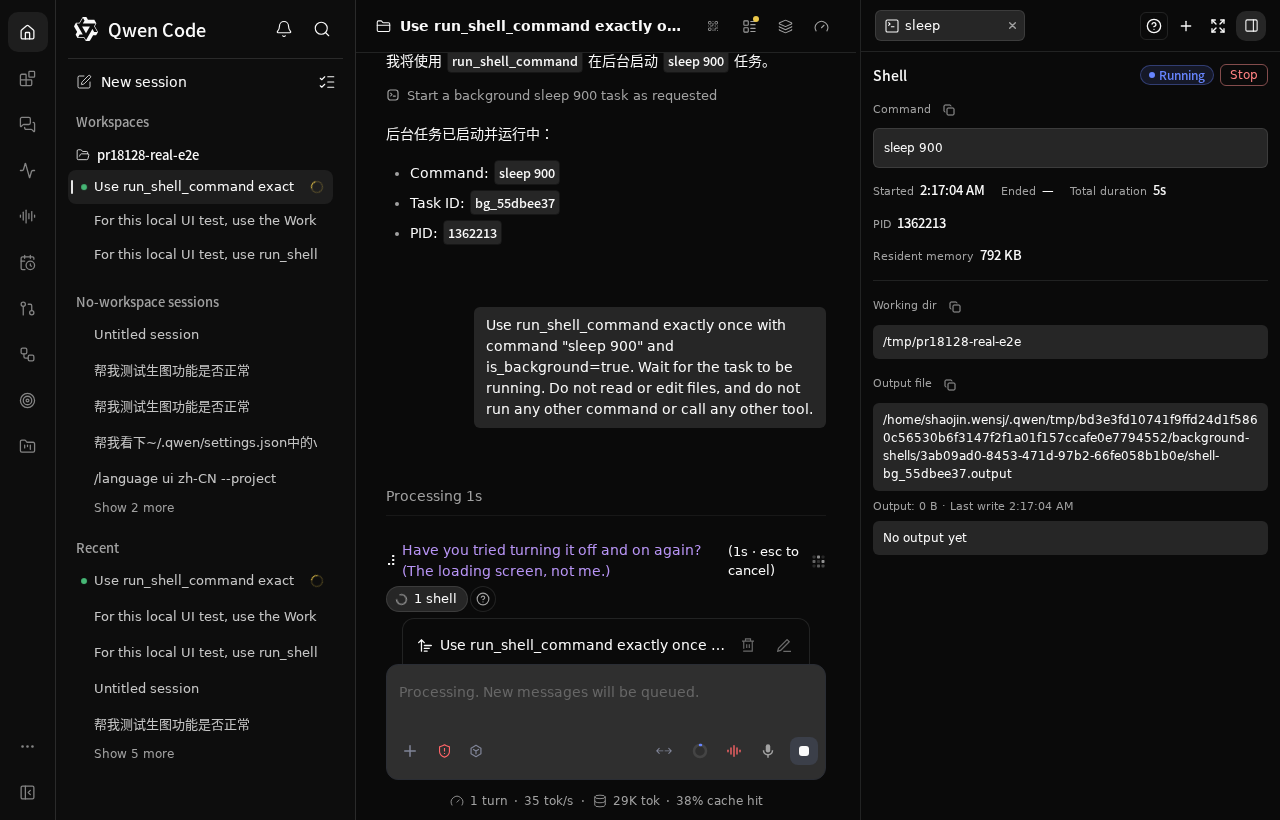 Qwen Code
New session
Workspaces
pr18128-real-e2e
Use run_shell_command exact
For this local UI test, use the Work
For this local UI test, use run_shell
No-workspace sessions
Untitled session
帮我测试生图功能是否正常
帮我测试生图功能是否正常
帮我看下~/.qwen/settings.json中的v
/language ui zh-CN --project
Show 2 more
Recent
Use run_shell_command exact
For this local UI test, use the Work
For this local UI test, use run_shell
Untitled session
帮我测试生图功能是否正常
Show 5 more
Use run_shell_command exactly o...
我将使用 run_shell_command 在后台启动 sleep 900 任务。
Start a background sleep 900 task as requested
后台任务已启动并运行中：
• Command: sleep 900
• Task ID: bg_55dbee37
• PID: 1362213
Use run_shell_command exactly once with
command "sleep 900" and
is_background=true. Wait for the task to be
running. Do not read or edit files, and do not
run any other command or call any other tool.
Processing 1s
Have you tried turning it off and on again?
(The loading screen, not me.)
(1s · esc to
cancel)
1 shell
Use run_shell_command exactly once ...
Processing. New messages will be queued.
1 turn · 35 tok/s · 29K tok · 38% cache hit
sleep
Shell
Running
Stop
Command
sleep 900
Started 2:17:04 AM Ended — Total duration 5s
PID 1362213
Resident memory 792 KB
Working dir
/tmp/pr18128-real-e2e
Output file
/home/shaojin.wensj/.qwen/tmp/bd3e3fd10741f9ffd24d1f586
0c56530b6f3147f2f1a01f157ccafe0e7794552/background-
shells/3ab09ad0-8453-471d-97b2-66fe058b1b0e/shell-
bg_55dbee37.output
Output: 0 B · Last write 2:17:04 AM
No output yet